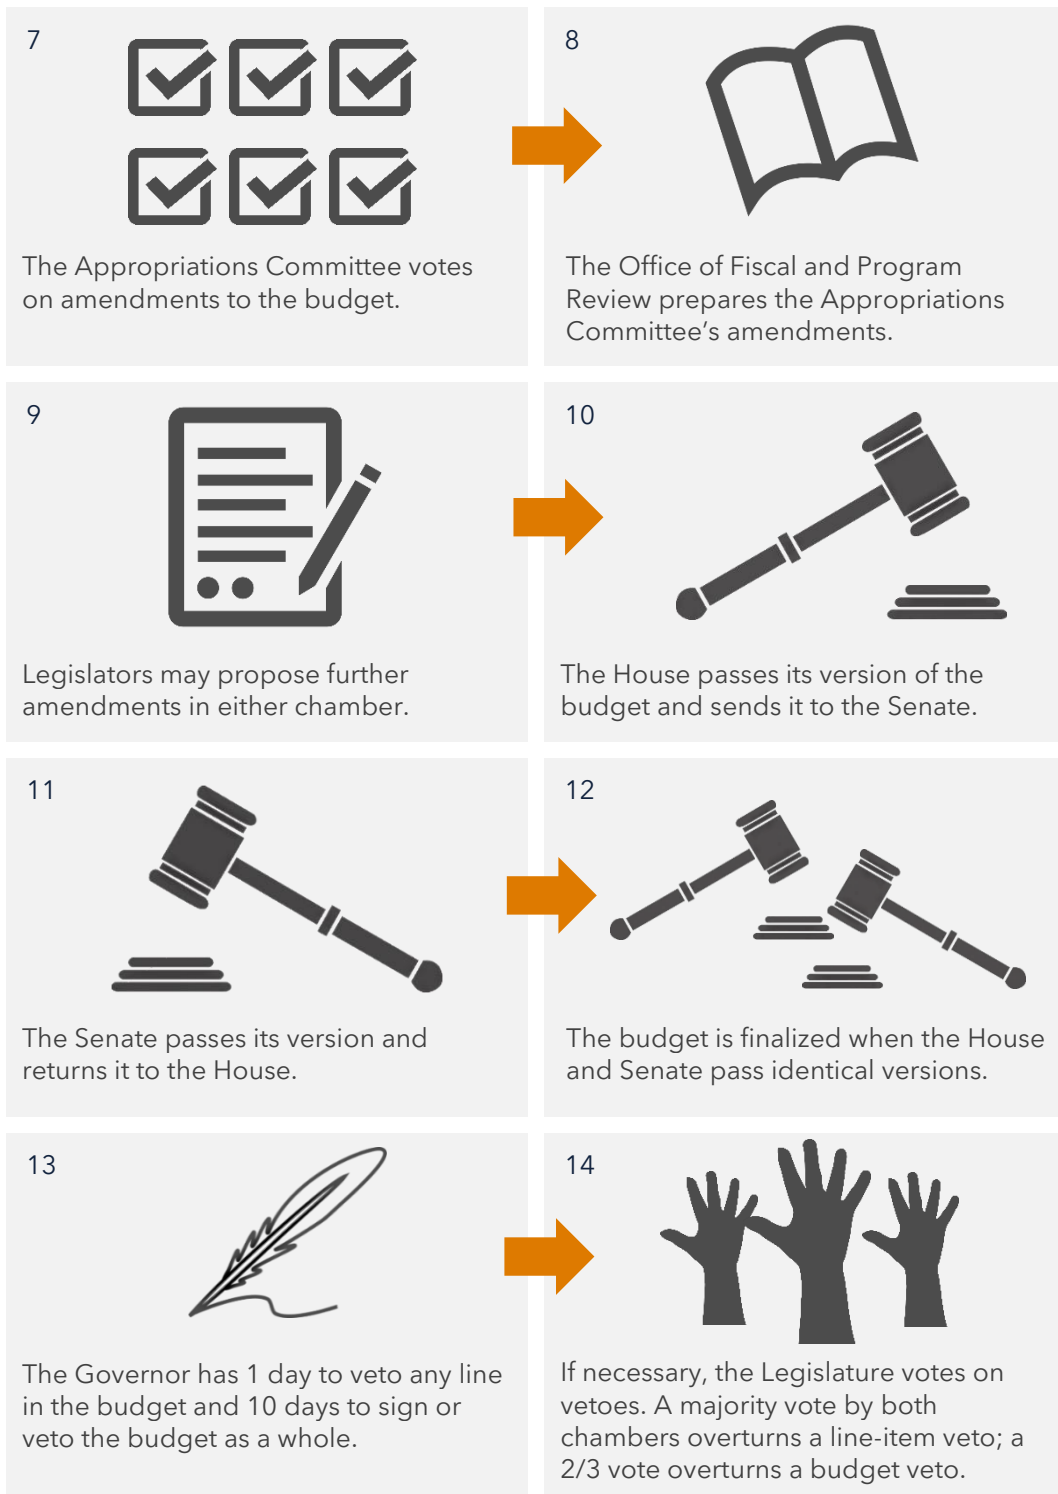 7
The Appropriations Committee votes
on amendments to the budget.
8
The Office of Fiscal and Program
Review prepares the Appropriations
Committee’s amendments.
9
Legislators may propose further
amendments in either chamber.
10
The House passes its version of the
budget and sends it to the Senate.
11
The Senate passes its version and
returns it to the House.
12
The budget is finalized when the House
and Senate pass identical versions.
13
The Governor has 1 day to veto any line
in the budget and 10 days to sign or
veto the budget as a whole.
14
If necessary, the Legislature votes on
vetoes. A majority vote by both
chambers overturns a line-item veto; a
2/3 vote overturns a budget veto.